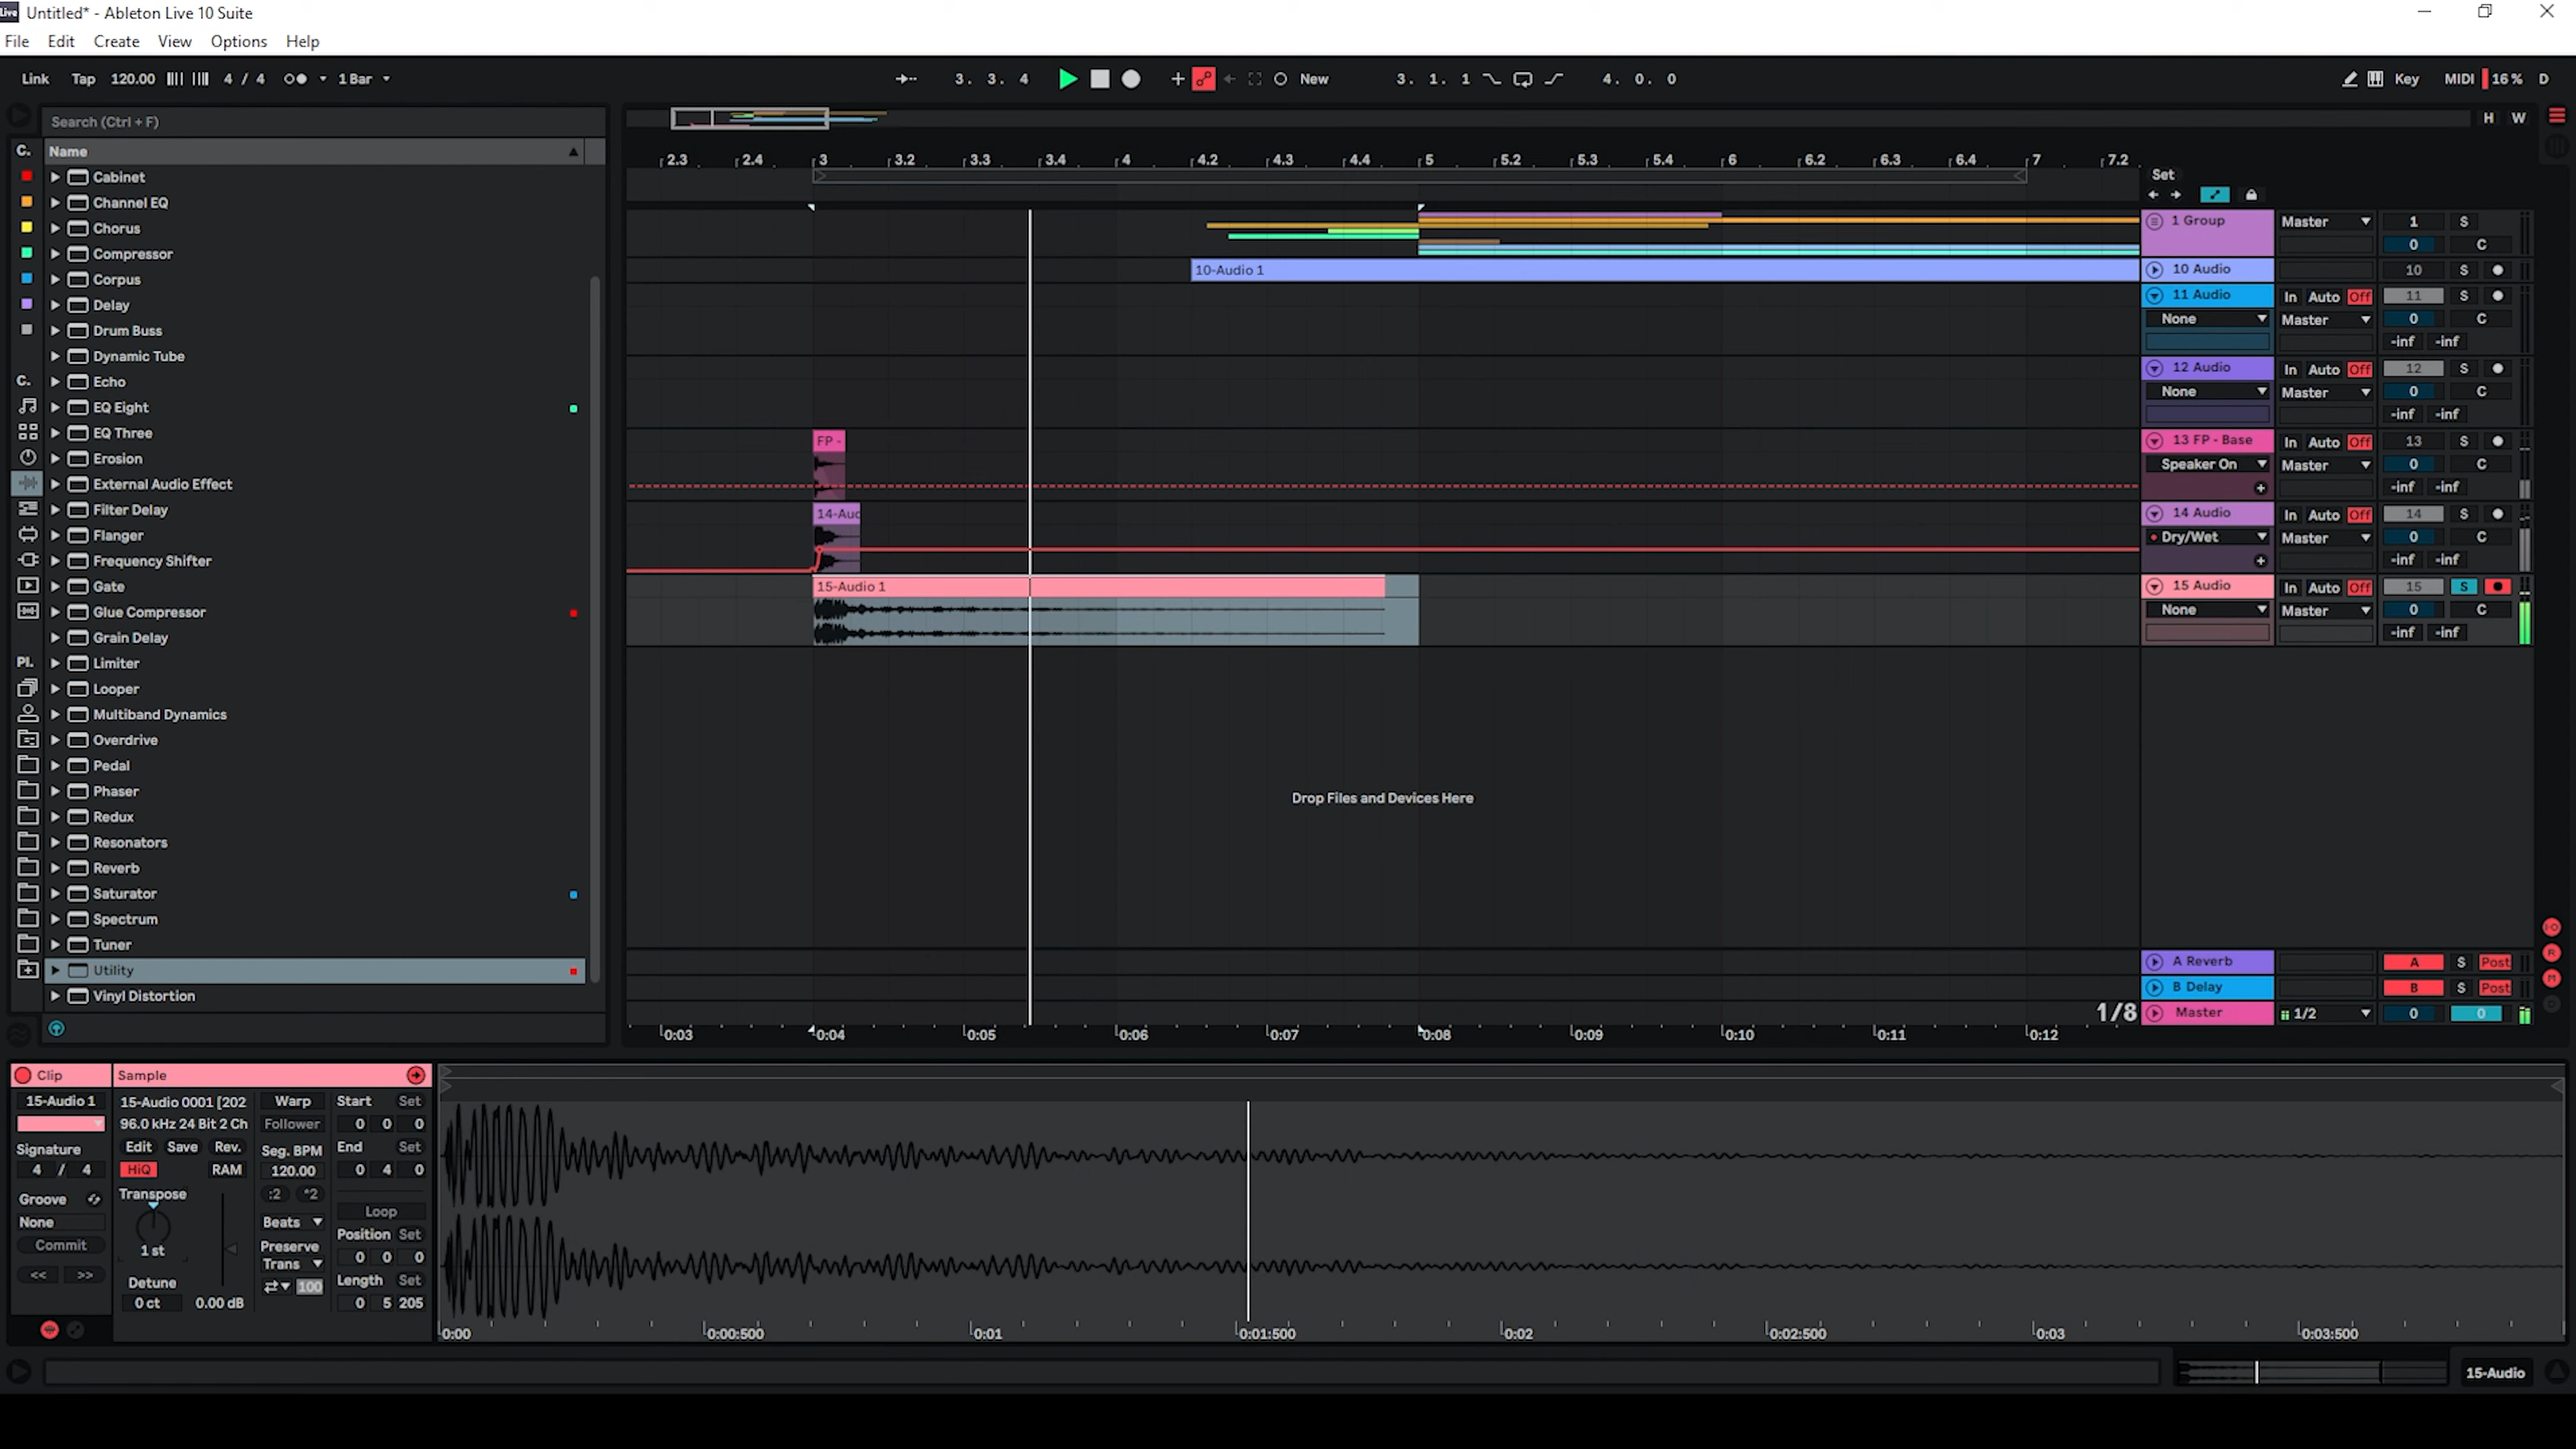 Live Untitled* - Ableton Live 10 Suite
File Edit Create View Options Help
Link Tap 120.00 4 / 4 1 Bar 3. 3. 4 New 3. 1. 1 4. 0. 0 Key MIDI 16 % D
Search (Ctrl + F)
H W
C. Name
Cabinet
Channel EQ
Chorus
Compressor
Corpus
Delay
Drum Buss
Dynamic Tube
C. Echo
EQ Eight
EQ Three
Erosion
External Audio Effect
Filter Delay
Flanger
Frequency Shifter
Gate
Glue Compressor
Grain Delay
Pl. Limiter
Looper
Multiband Dynamics
Overdrive
Pedal
Phaser
Redux
Resonators
Reverb
Saturator
Spectrum
Tuner
Utility
Vinyl Distortion
2.3 2.4 3 3.2 3.3 3.4 4 4.2 4.3 4.4 5 5.2 5.3 5.4 6 6.2 6.3 6.4 7 7.2
Set
1 Group Master 1 S
0 C
10-Audio 1 10 Audio 10 S
11 Audio In Auto Off 11 S
None Master 0 C
-inf -inf
12 Audio In Auto Off 12 S
None Master 0 C
-inf -inf
FP - 13 FP - Base In Auto Off 13 S
Speaker On Master 0 C
-inf -inf
14-Aud 14 Audio In Auto Off 14 S
Dry/Wet Master 0 C
-inf -inf
15-Audio 1 15 Audio In Auto Off 15 S
None Master 0 C
-inf -inf
Drop Files and Devices Here
A Reverb A S Post
B Delay B S Post
1/8 Master 1/2 0 0
0:03 0:04 0:05 0:06 0:07 0:08 0:09 0:10 0:11 0:12
Clip Sample
15-Audio 1 15-Audio 0001 [202 Warp Start Set
96.0 kHz 24 Bit 2 Ch Follower 0 0 0
Signature Edit Save Rev. Seg. BPM End Set
4 / 4 HiQ RAM 120.00 0 4 0
Groove Transpose :2 *2
None Beats Loop
Commit 1 st Preserve Position Set
Trans 0 0 0
<< >> Detune 100 Length Set
0 ct 0.00 dB 0 5 205
0:00 0:00:500 0:01 0:01:500 0:02 0:02:500 0:03 0:03:500
15-Audio